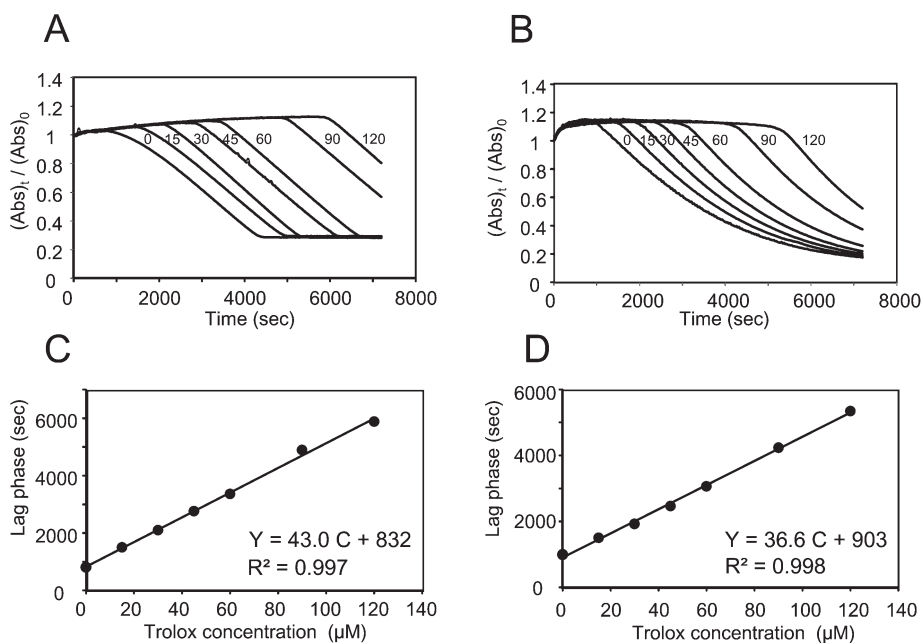 A
(Abs)t / (Abs)0
1.4
1.2
1
0.8
0.6
0.4
0.2
0
0 15 30 45 60 90 120
0 2000 4000 6000 8000
Time (sec)
B
(Abs)t / (Abs)0
1.4
1.2
1.0
0.8
0.6
0.4
0.2
0
0 15 30 45 60 90 120
0 2000 4000 6000 8000
Time (sec)
C
Lag phase (sec)
6000
4000
2000
0
Y = 43.0 C + 832
R² = 0.997
0 20 40 60 80 100 120 140
Trolox concentration (µM)
D
Lag phase (sec)
6000
4000
2000
0
Y = 36.6 C + 903
R² = 0.998
0 20 40 60 80 100 120 140
Trolox concentration (µM)